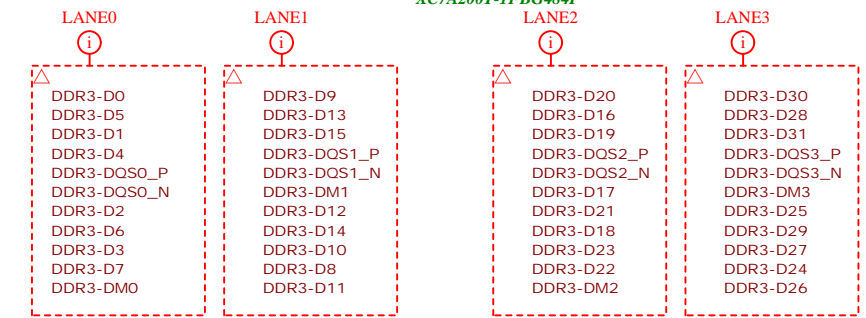 LANE0
i
DDR3-D0
DDR3-D5
DDR3-D1
DDR3-D4
DDR3-DQS0_P
DDR3-DQS0_N
DDR3-D2
DDR3-D6
DDR3-D3
DDR3-D7
DDR3-DM0
LANE1
i
DDR3-D9
DDR3-D13
DDR3-D15
DDR3-DQS1_P
DDR3-DQS1_N
DDR3-DM1
DDR3-D12
DDR3-D14
DDR3-D10
DDR3-D8
DDR3-D11
LANE2
i
DDR3-D20
DDR3-D16
DDR3-D19
DDR3-DQS2_P
DDR3-DQS2_N
DDR3-D17
DDR3-D21
DDR3-D18
DDR3-D23
DDR3-D22
DDR3-DM2
LANE3
i
DDR3-D30
DDR3-D28
DDR3-D31
DDR3-DQS3_P
DDR3-DQS3_N
DDR3-DM3
DDR3-D25
DDR3-D29
DDR3-D27
DDR3-D24
DDR3-D26